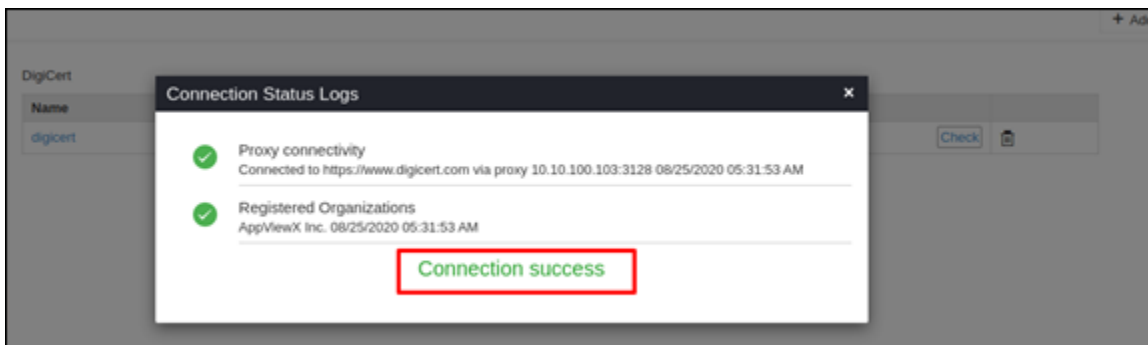 + Ad
DigiCert
Connection Status Logs ×
Name
digicert
Check
Proxy connectivity
Connected to https://www.digicert.com via proxy 10.10.100.103:3128 08/25/2020 05:31:53 AM
Registered Organizations
AppViewX Inc. 08/25/2020 05:31:53 AM
Connection success